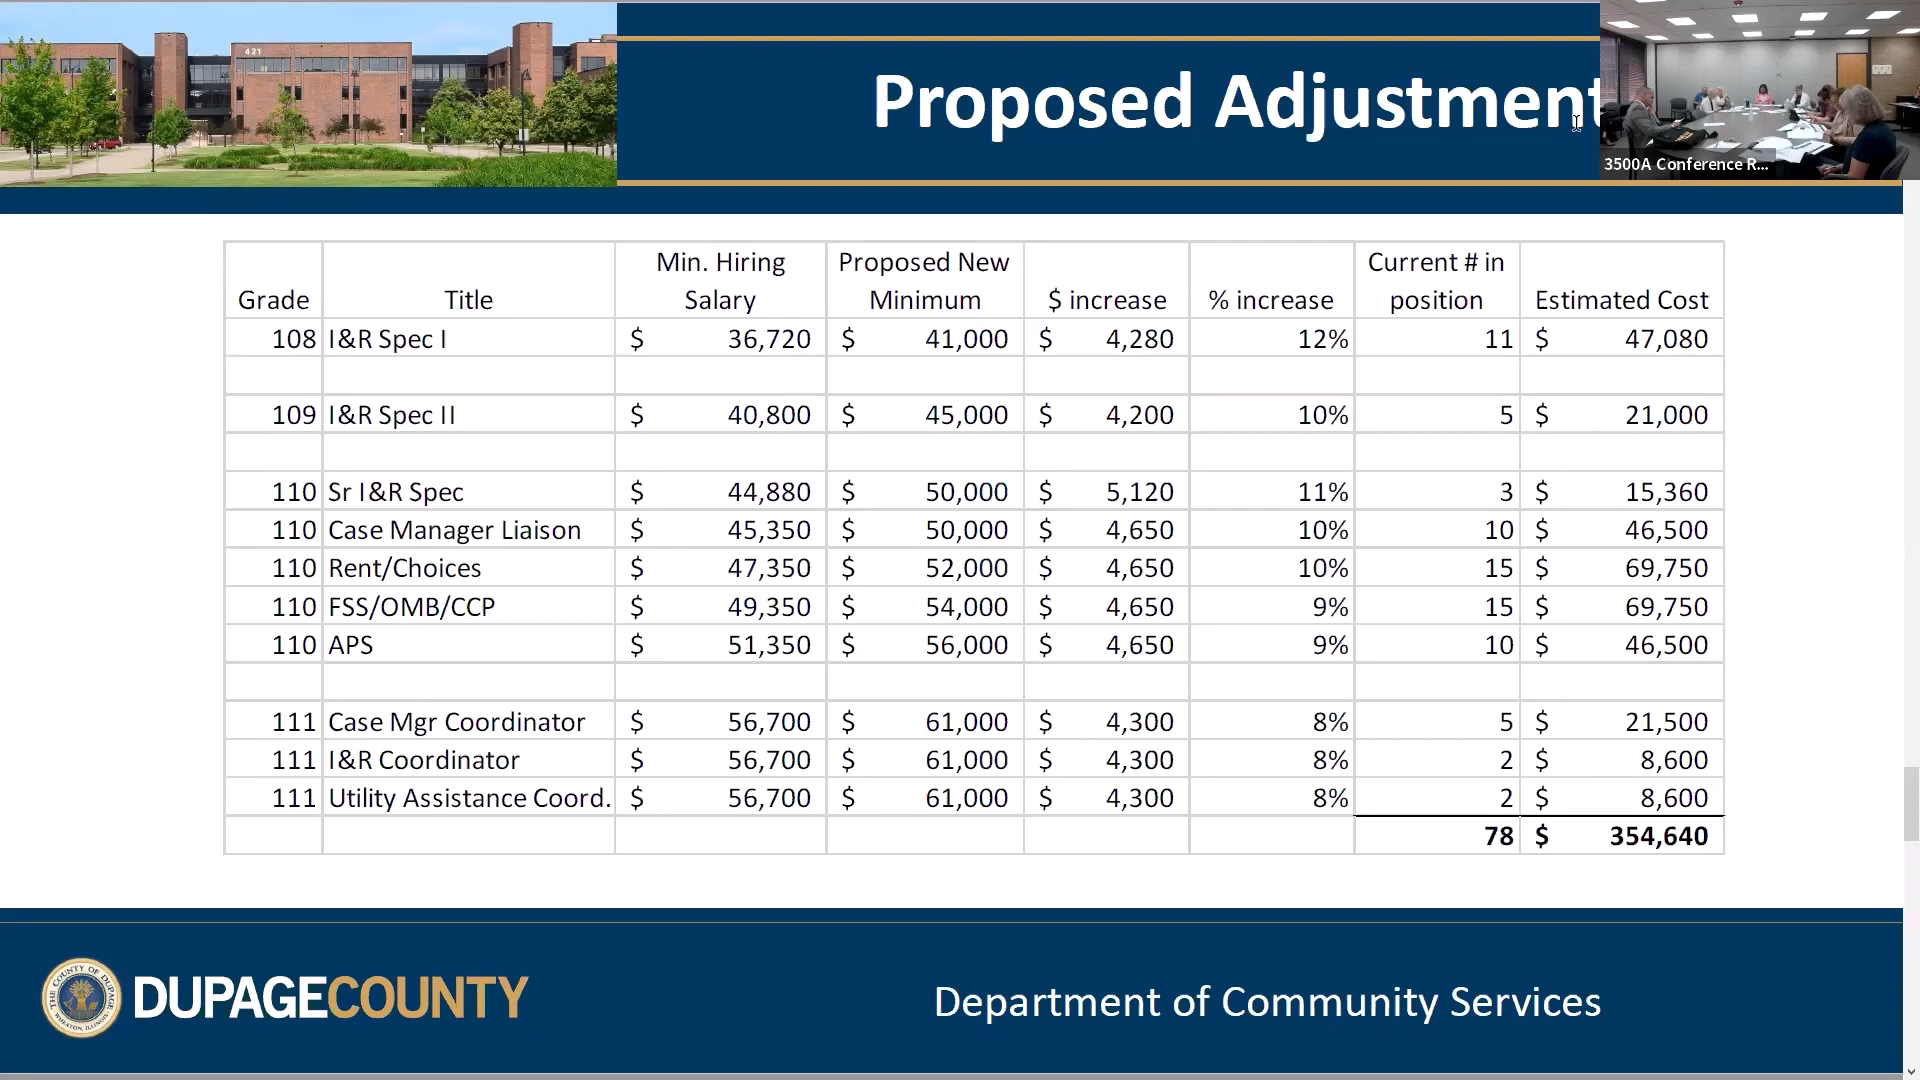 421
Proposed Adjustment
3500A Conference R...
Grade Title Min. Hiring Salary Proposed New Minimum $ increase % increase Current # in position Estimated Cost
108 I&R Spec I $ 36,720 $ 41,000 $ 4,280 12% 11 $ 47,080
109 I&R Spec II $ 40,800 $ 45,000 $ 4,200 10% 5 $ 21,000
110 Sr I&R Spec $ 44,880 $ 50,000 $ 5,120 11% 3 $ 15,360
110 Case Manager Liaison $ 45,350 $ 50,000 $ 4,650 10% 10 $ 46,500
110 Rent/Choices $ 47,350 $ 52,000 $ 4,650 10% 15 $ 69,750
110 FSS/OMB/CCP $ 49,350 $ 54,000 $ 4,650 9% 15 $ 69,750
110 APS $ 51,350 $ 56,000 $ 4,650 9% 10 $ 46,500
111 Case Mgr Coordinator $ 56,700 $ 61,000 $ 4,300 8% 5 $ 21,500
111 I&R Coordinator $ 56,700 $ 61,000 $ 4,300 8% 2 $ 8,600
111 Utility Assistance Coord. $ 56,700 $ 61,000 $ 4,300 8% 2 $ 8,600
78 $ 354,640
THE COUNTY OF DUPAGE
WHEATON, ILLINOIS
DUPAGECOUNTY
Department of Community Services